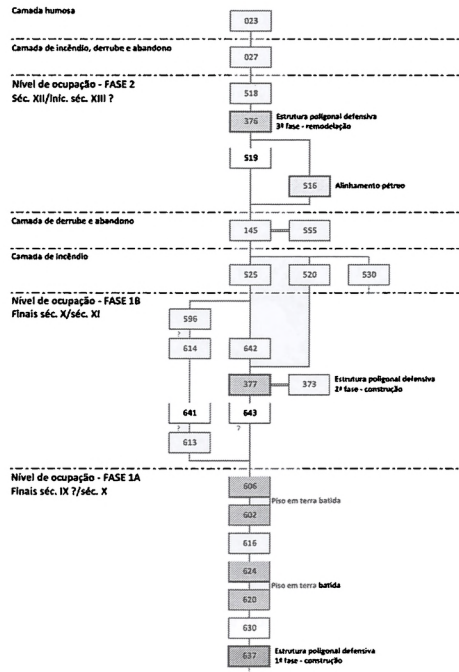 Camada humosa
023
Camada de incêndio, derrube e abandono
027
Nível de ocupação - FASE 2
Séc. XII/inic. séc. XIII ?
518
376
Estrutura poligonal defensiva
3ª fase - remodelação
519
516
Alinhamento pétreo
Camada de derrube e abandono
145
555
Camada de incêndio
525
520
530
?
Nível de ocupação - FASE 1B
Finais séc. X/séc. XI
596
?
614
642
377
373
Estrutura poligonal defensiva
2ª fase - construção
641
643
?
?
613
Nível de ocupação - FASE 1A
Finais séc. IX ?/séc. X
606
Piso em terra batida
602
616
624
Piso em terra batida
620
630
637
Estrutura poligonal defensiva
1ª fase - construção